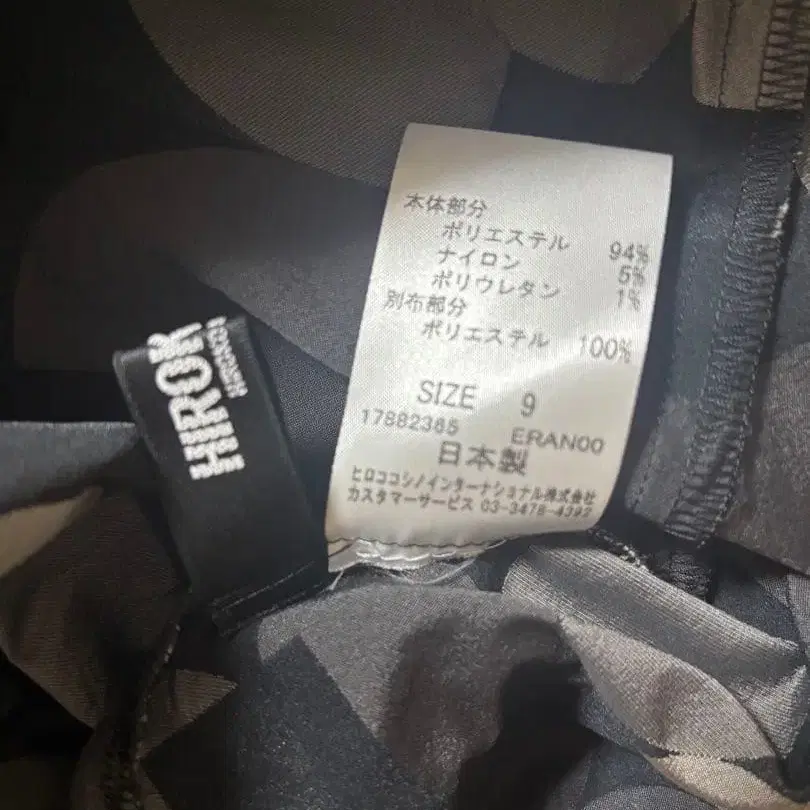 本体部分
ポリエステル 94%
ナイロン 5%
ポリウレタン 1%
別布部分
ポリエステル 100%
SIZE 9
17882365 ERAN00
日本製
ヒロココシノインターナショナル株式会社
カスタマーサービス 03-3478-4392
HIROK